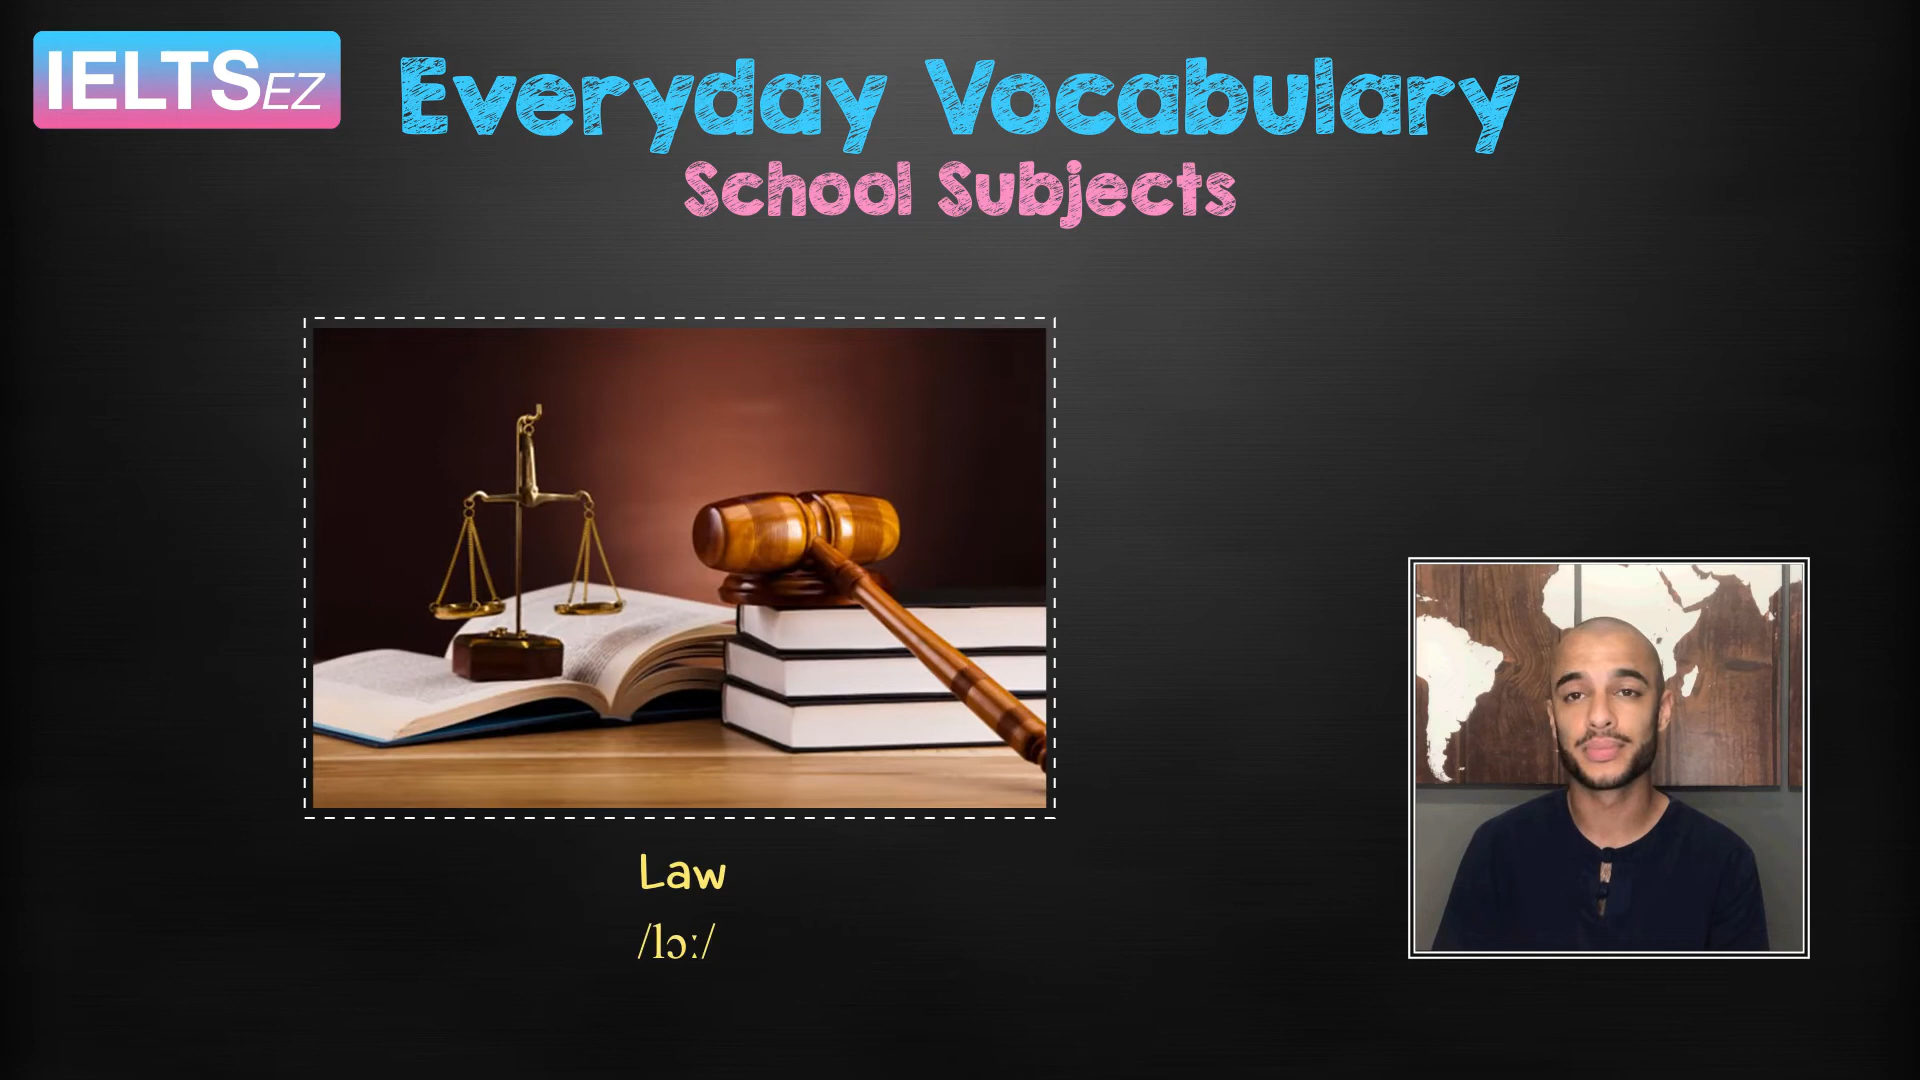 IELTSEZ
Everyday Vocabulary
School Subjects
Law
/lɔː/